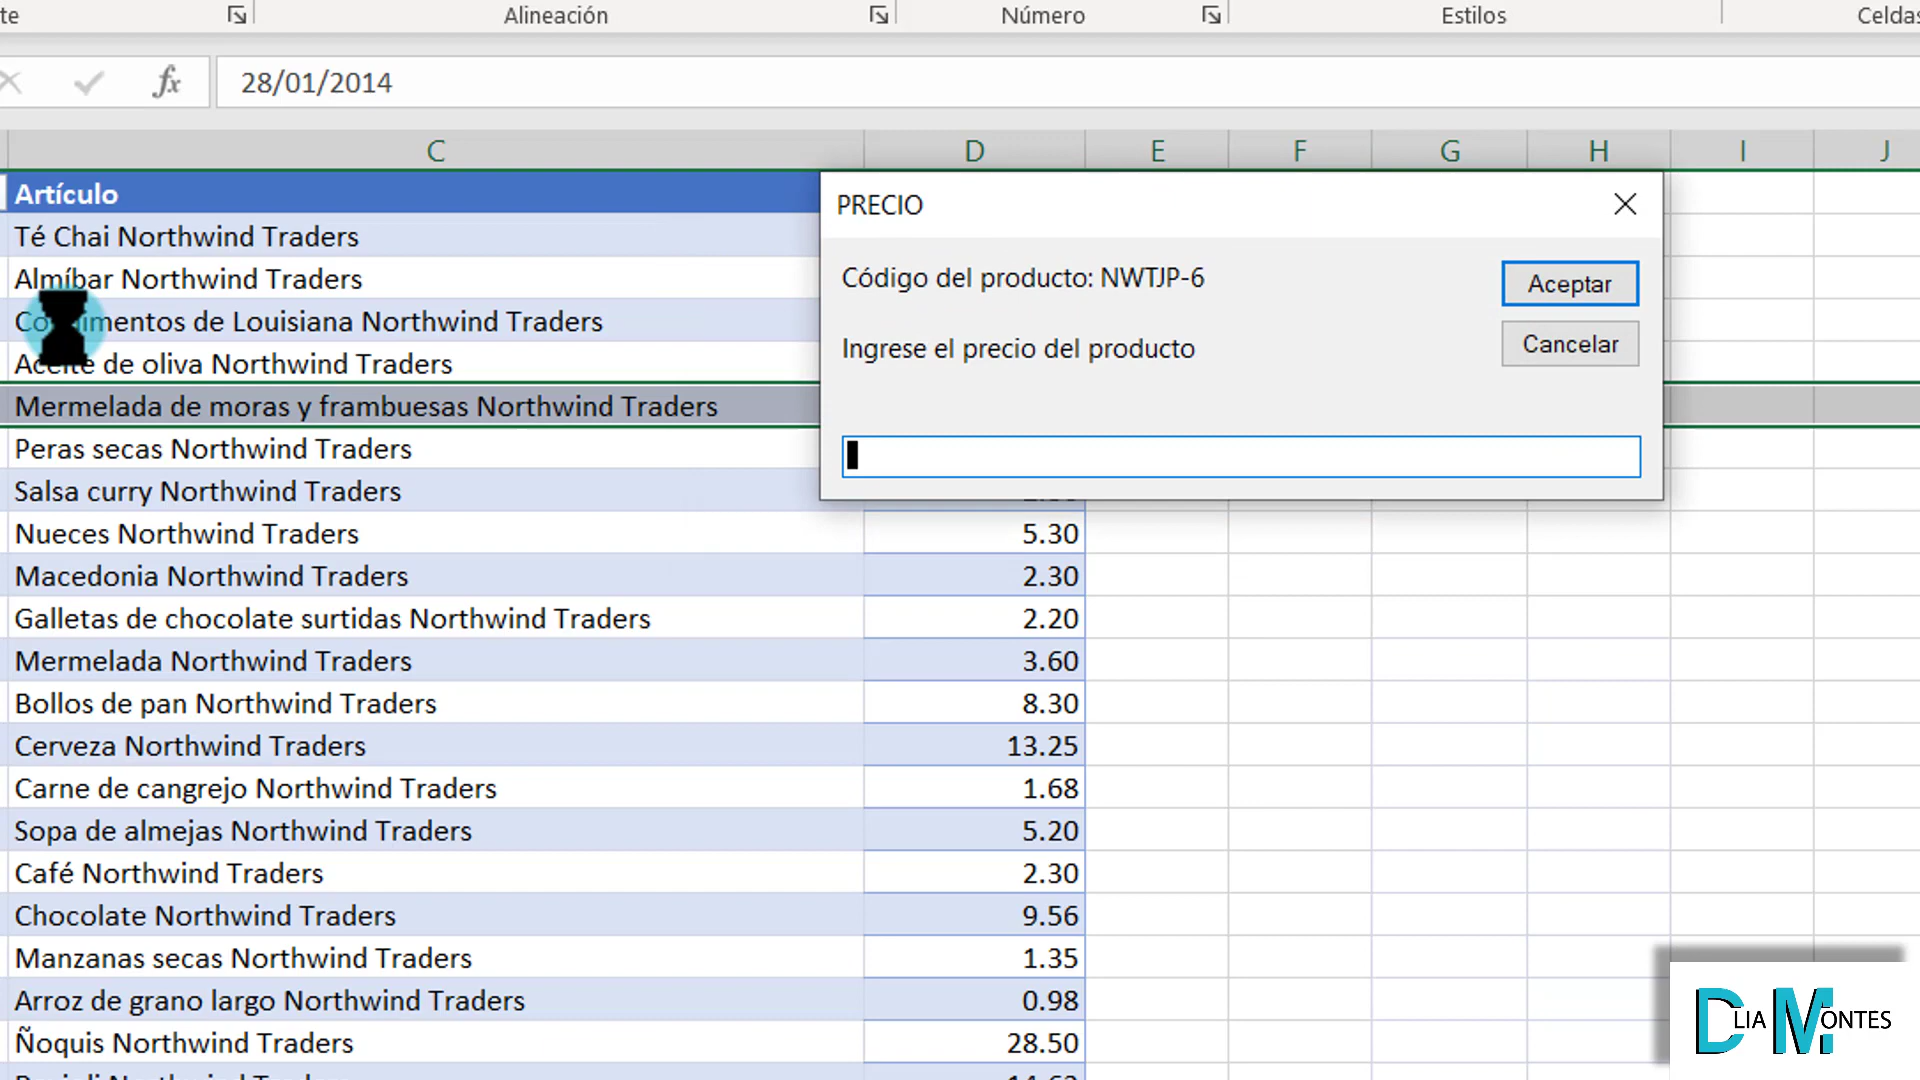 te Alineación Número Estilos Celdas
fx 28/01/2014
C D E F G H I J
Artículo
Té Chai Northwind Traders
Almíbar Northwind Traders
de Louisiana Northwind Traders
de oliva Northwind Traders
Mermelada de moras y frambuesas Northwind Traders
Peras secas Northwind Traders
Salsa curry Northwind Traders
Nueces Northwind Traders 5.30
Macedonia Northwind Traders 2.30
Galletas de chocolate surtidas Northwind Traders 2.20
Mermelada Northwind Traders 3.60
Bollos de pan Northwind Traders 8.30
Cerveza Northwind Traders 13.25
Carne de cangrejo Northwind Traders 1.68
Sopa de almejas Northwind Traders 5.20
Café Northwind Traders 2.30
Chocolate Northwind Traders 9.56
Manzanas secas Northwind Traders 1.35
Arroz de grano largo Northwind Traders 0.98
Ñoquis Northwind Traders 28.50
PRECIO
Código del producto: NWTJP-6
Ingrese el precio del producto
Aceptar
Cancelar
DLIA MONTES